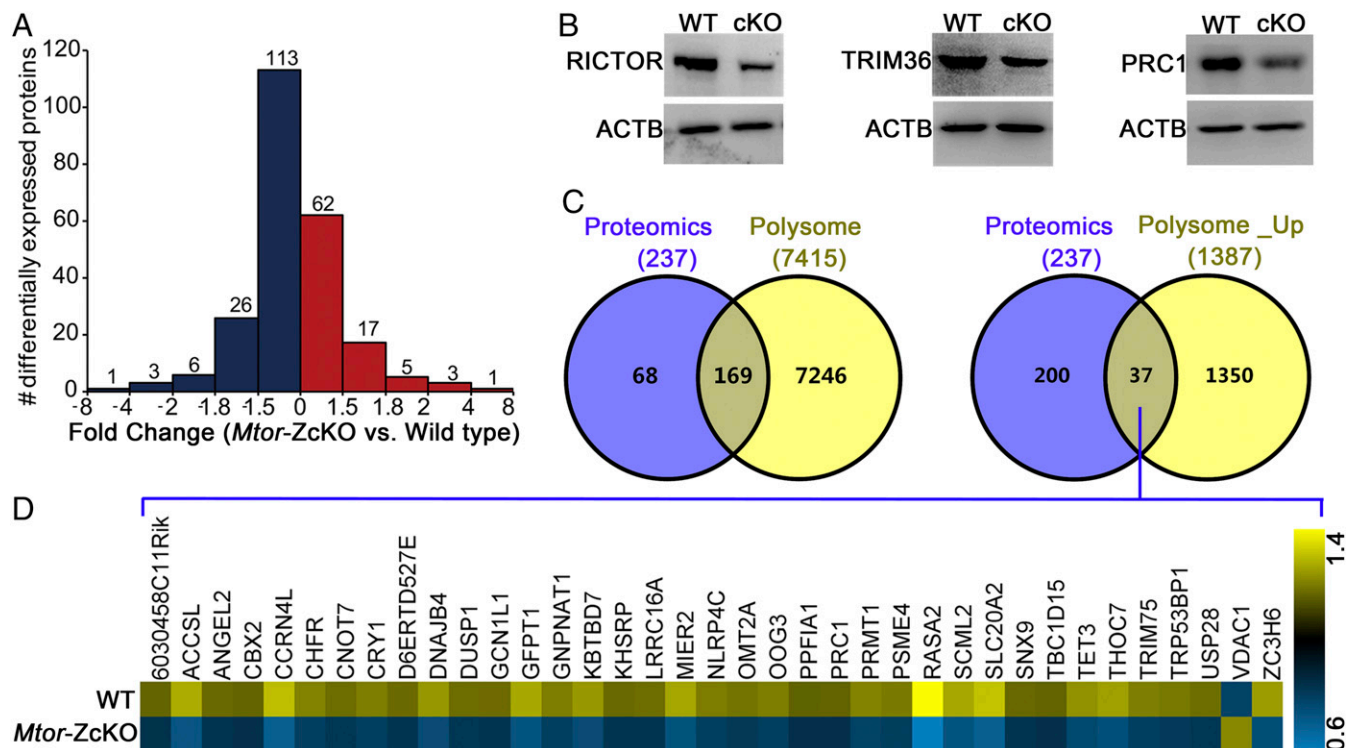 A
# differentially expressed proteins
120
100
80
60
40
20
0
1
3
6
26
113
62
17
5
3
1
-8
-4
-2
-1.8
-1.5
0
1.5
1.8
2
4
8
Fold Change (Mtor-ZcKO vs. Wild type)
B
WT cKO
RICTOR
ACTB
WT cKO
TRIM36
ACTB
WT cKO
PRC1
ACTB
C
Proteomics
(237)
Polysome
(7415)
68
169
7246
Proteomics
(237)
Polysome _Up
(1387)
200
37
1350
D
6030458C11Rik
ACCSL
ANGEL2
CBX2
CCRN4L
CHFR
CNOT7
CRY1
D6ERTD527E
DNAJB4
DUSP1
GCN1L1
GFPT1
GNPNAT1
KBTBD7
KHSRP
LRRC16A
MIER2
NLRP4C
OMT2A
OOG3
PPFIA1
PRC1
PRMT1
PSME4
RASA2
SCML2
SLC20A2
SNX9
TBC1D15
TET3
THOC7
TRIM75
TRP53BP1
USP28
VDAC1
ZC3H6
WT
Mtor-ZcKO
1.4
0.6